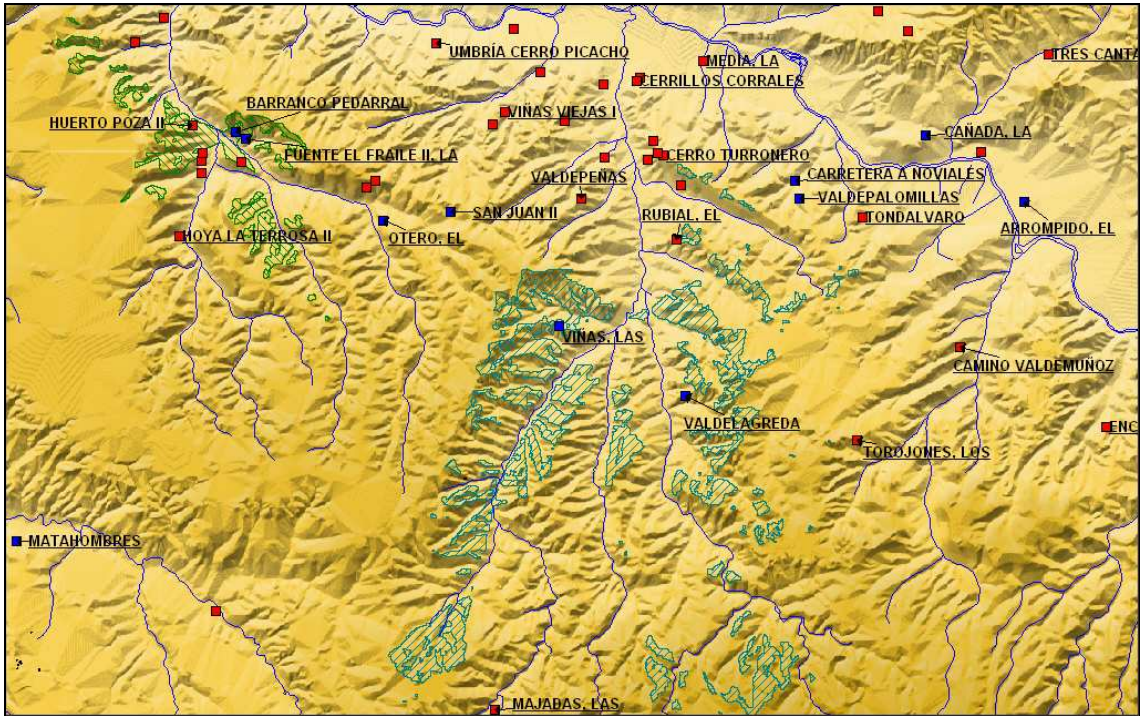 UMBRÍA CERRO PICACHO
MEDIA, LA
TRES CANTA
CERRILLOS CORRALES
BARRANCO PEDARRAL
VIÑAS VIEJAS I
HUERTO POZA II
CAÑADA, LA
FUENTE EL FRAILE II, LA
CERRO TURRONERO
VALDEPEÑAS
CARRETERA A NOVIALES
VALDEPALOMILLAS
SAN JUAN II
RUBIAL, EL
TONDALVARO
ARROMPIDO, EL
HOYA LA TERROSA II
OTERO, EL
VIÑAS, LAS
CAMINO VALDEMUÑOZ
VALDELAGREDA
ENC
TOROJONES, LOS
MATAHOMBRES
MAJADAS, LAS